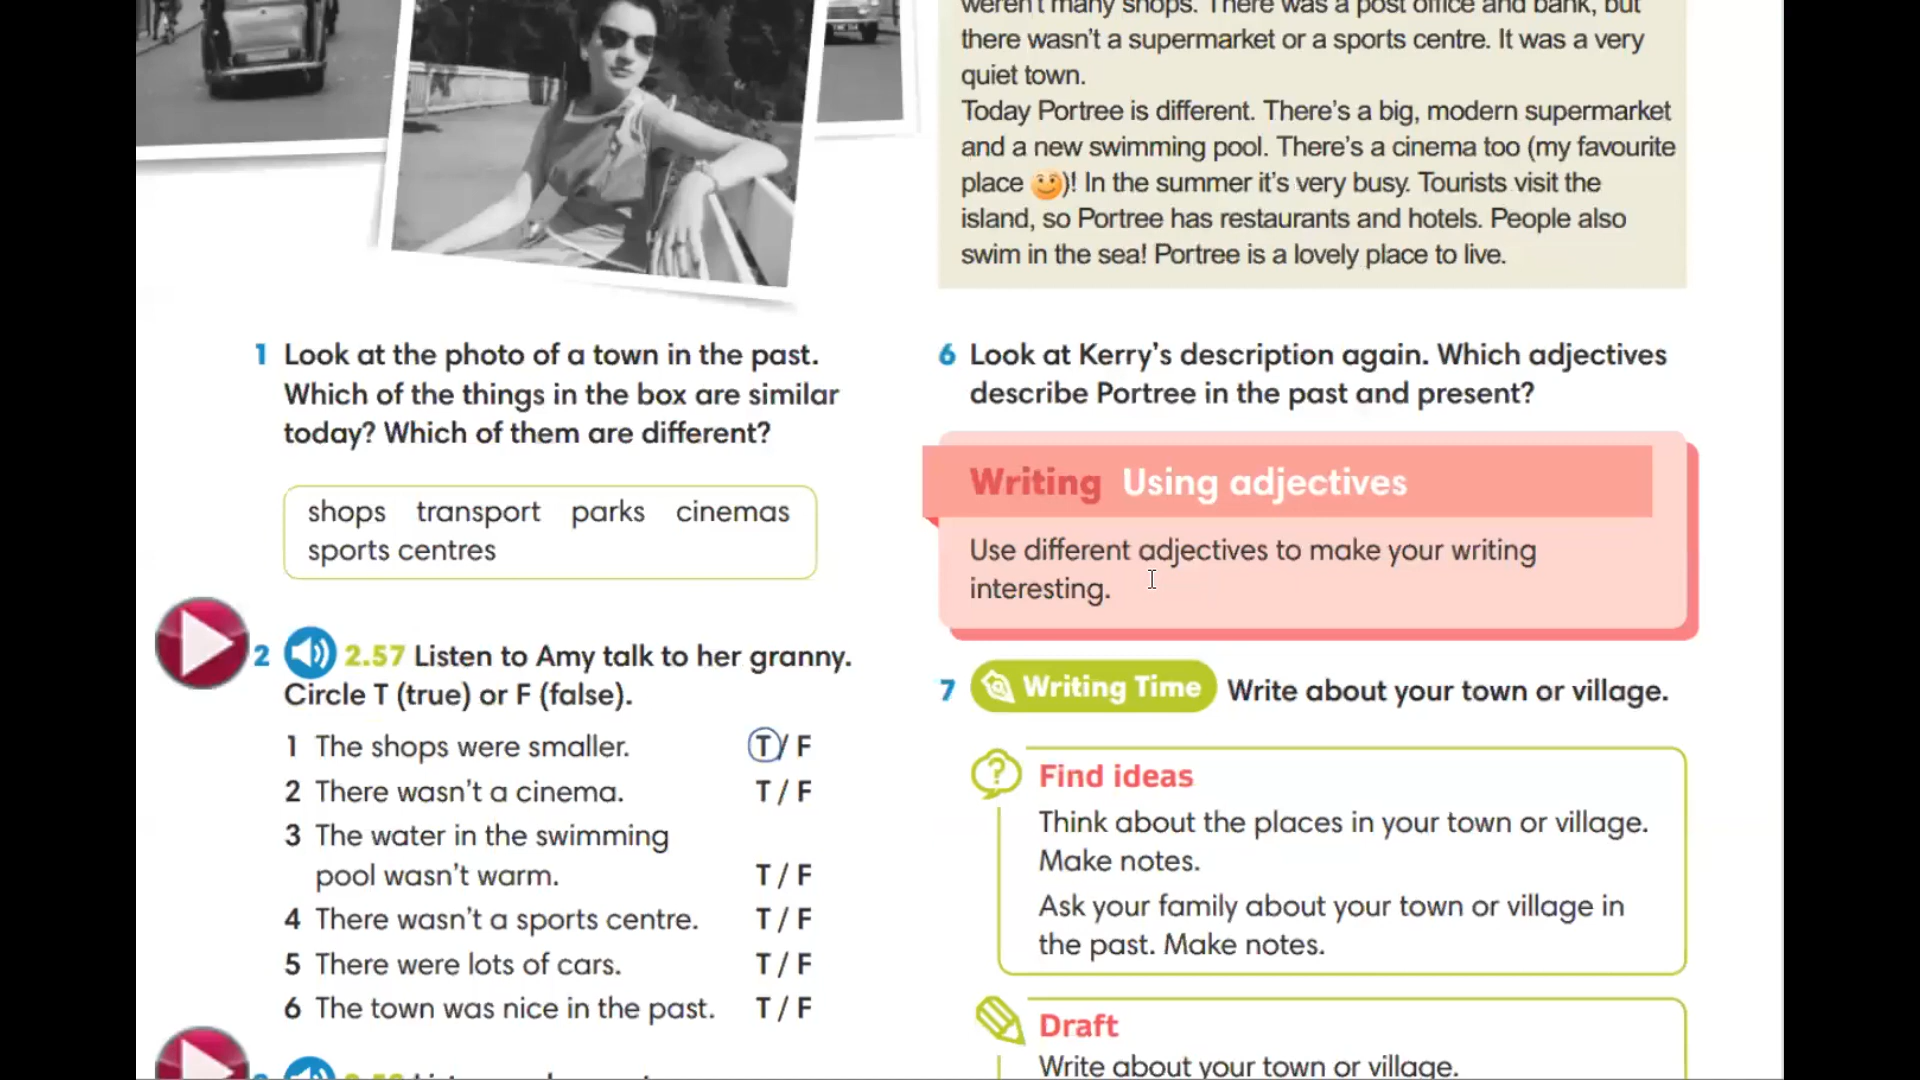 weren't many shops. There was a post office and bank, but
there wasn't a supermarket or a sports centre. It was a very
quiet town.
Today Portree is different. There's a big, modern supermarket
and a new swimming pool. There's a cinema too (my favourite
place 🙂)! In the summer it's very busy. Tourists visit the
island, so Portree has restaurants and hotels. People also
swim in the sea! Portree is a lovely place to live.
1 Look at the photo of a town in the past.
Which of the things in the box are similar
today? Which of them are different?
shops transport parks cinemas
sports centres
2 2.57 Listen to Amy talk to her granny.
Circle T (true) or F (false).
1 The shops were smaller. T / F
2 There wasn't a cinema. T / F
3 The water in the swimming
pool wasn't warm. T / F
4 There wasn't a sports centre. T / F
5 There were lots of cars. T / F
6 The town was nice in the past. T / F
6 Look at Kerry's description again. Which adjectives
describe Portree in the past and present?
Writing Using adjectives
Use different adjectives to make your writing
interesting.
7 Writing Time Write about your town or village.
Find ideas
Think about the places in your town or village.
Make notes.
Ask your family about your town or village in
the past. Make notes.
Draft
Write about your town or village.